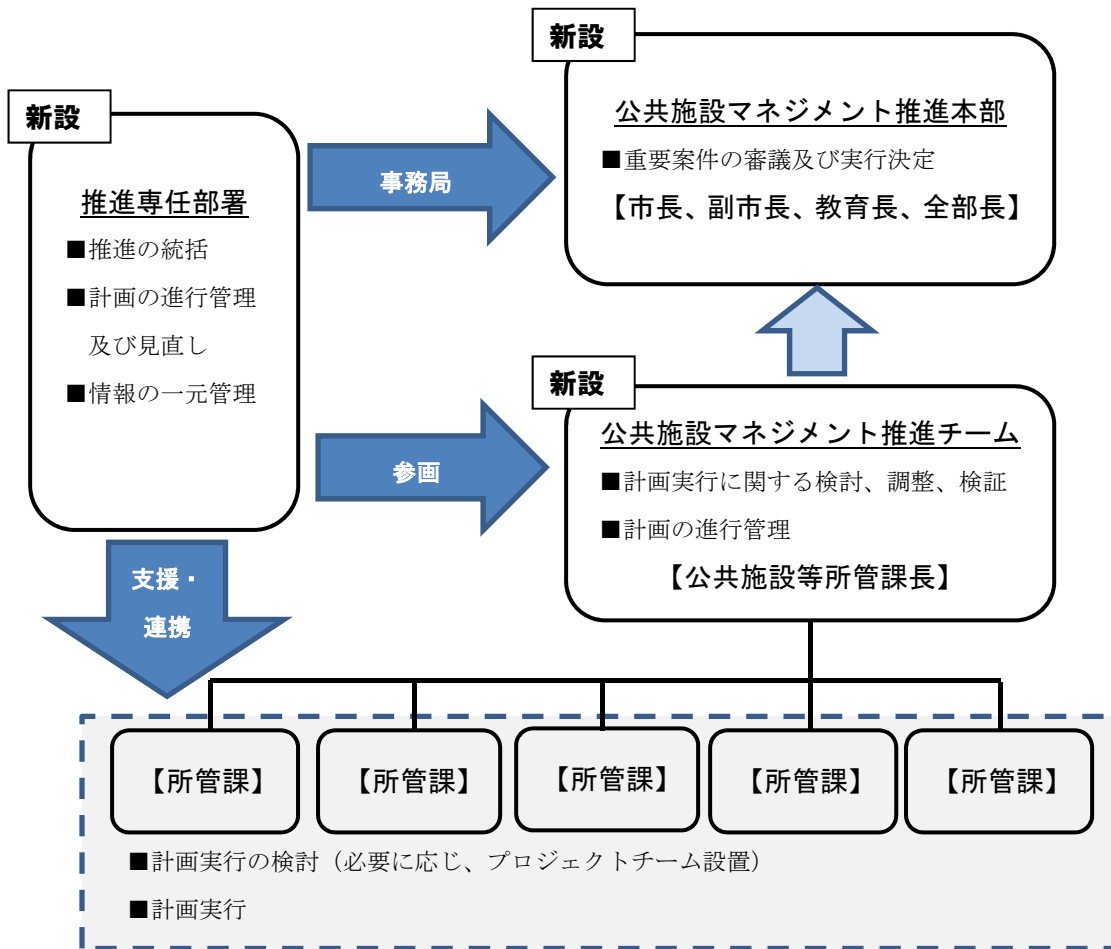 新設
推進専任部署
■推進の統括
■計画の進行管理
及び見直し
■情報の一元管理
事務局
新設
公共施設マネジメント推進本部
■重要案件の審議及び実行決定
【市長、副市長、教育長、全部長】
参画
新設
公共施設マネジメント推進チーム
■計画実行に関する検討、調整、検証
■計画の進行管理
【公共施設等所管課長】
支援・
連携
【所管課】
【所管課】
【所管課】
【所管課】
【所管課】
■計画実行の検討（必要に応じ、プロジェクトチーム設置）
■計画実行